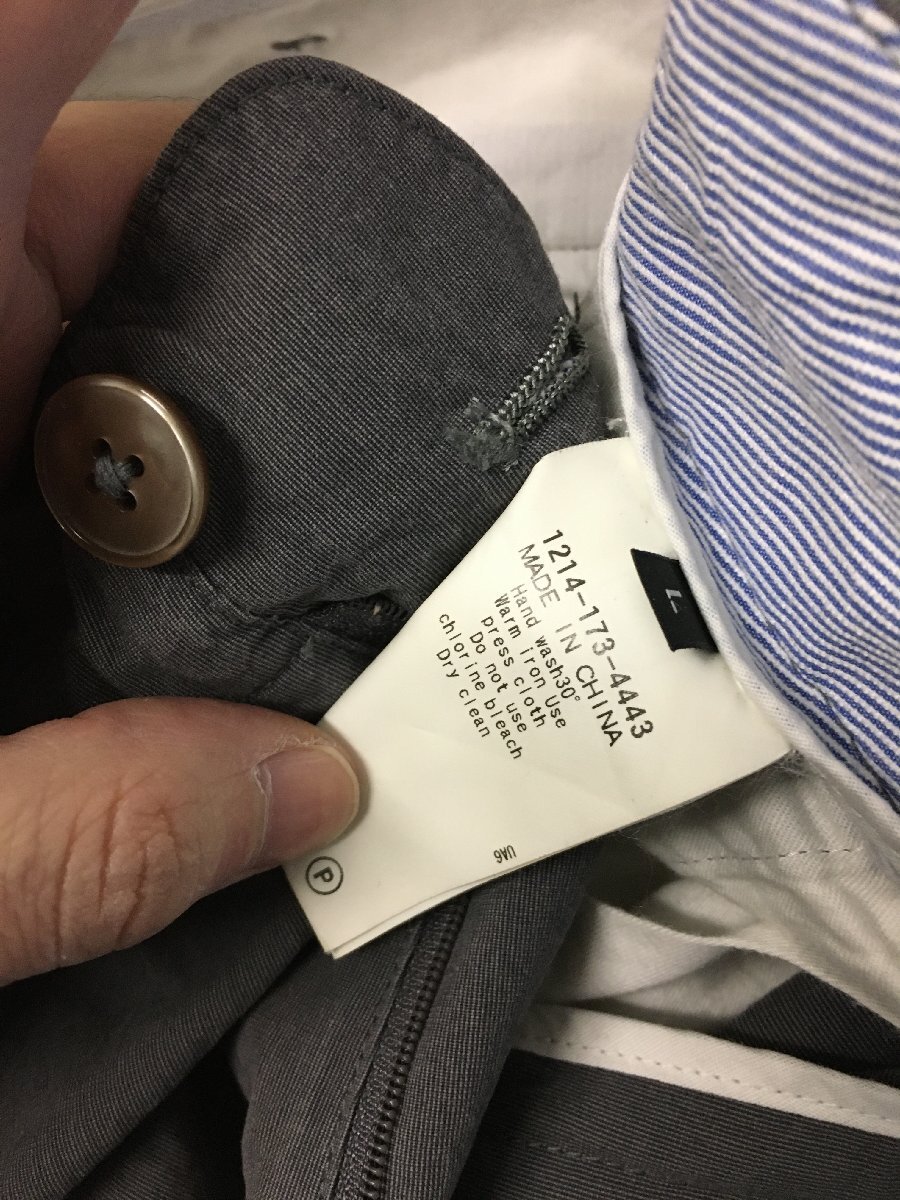 1214-173-4443
MADE IN CHINA
Hand wash30°
Warm iron Use
press cloth
Do not use
chlorine bleach
Dry clean
UA6
P
L